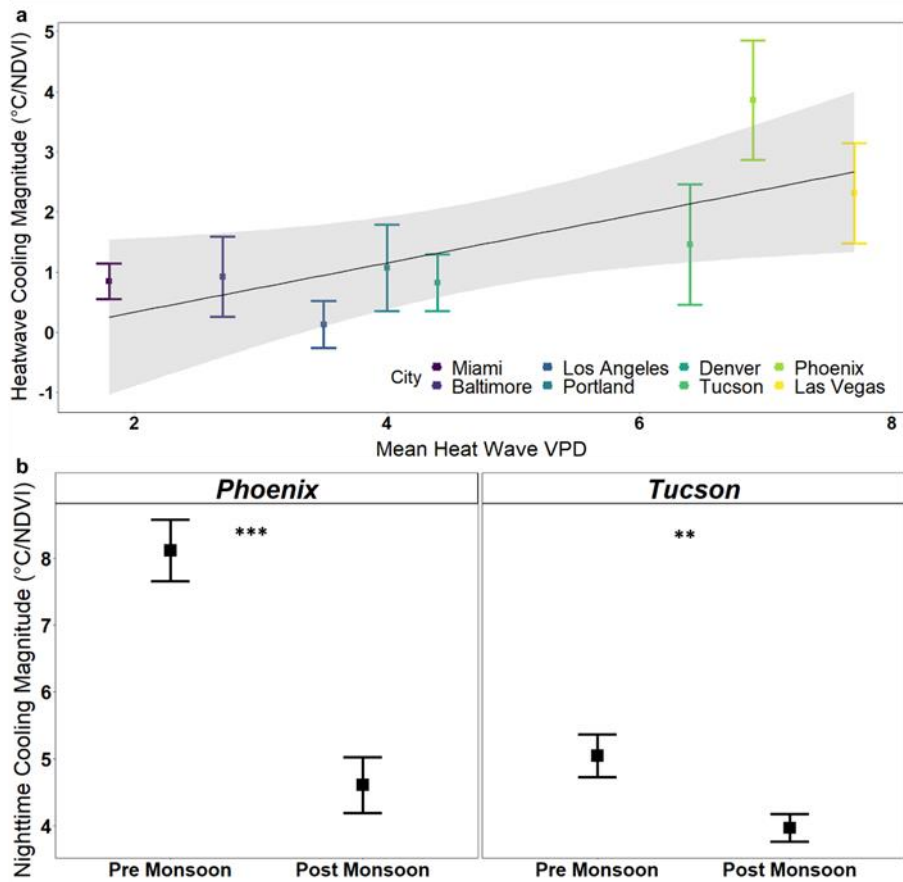 a
Heatwave Cooling Magnitude (°C/NDVI)
5
4
3
2
1
0
-1
City
Miami
Los Angeles
Denver
Phoenix
Baltimore
Portland
Tucson
Las Vegas
2
4
6
8
Mean Heat Wave VPD
b
Phoenix
Tucson
Nighttime Cooling Magnitude (°C/NDVI)
***
**
8
7
6
5
4
Pre Monsoon
Post Monsoon
Pre Monsoon
Post Monsoon